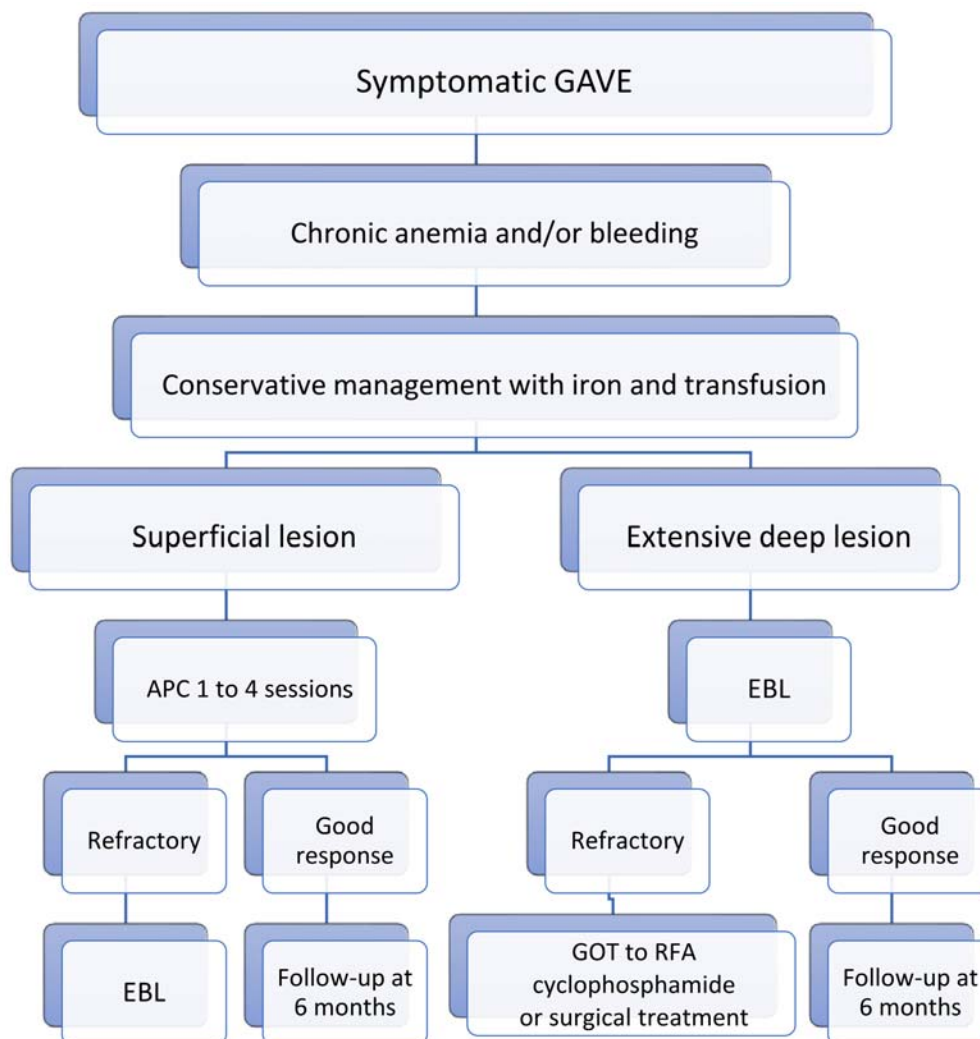 Symptomatic GAVE
Chronic anemia and/or bleeding
Conservative management with iron and transfusion
Superficial lesion
Extensive deep lesion
APC 1 to 4 sessions
EBL
Refractory
Good
response
Refractory
Good
response
EBL
Follow-up at
6 months
GOT to RFA
cyclophosphamide
or surgical treatment
Follow-up at
6 months